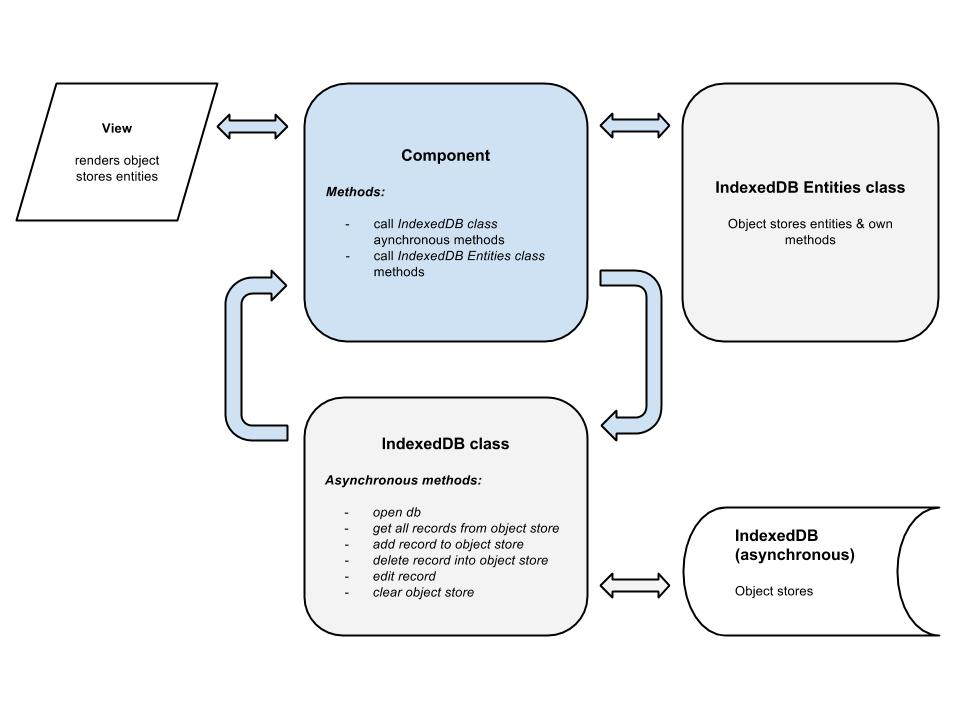 View
renders object
stores entities
Component
Methods:
- call IndexedDB class
aynchronous methods
- call IndexedDB Entities class
methods
IndexedDB Entities class
Object stores entities & own
methods
IndexedDB class
Asynchronous methods:
- open db
- get all records from object store
- add record to object store
- delete record into object store
- edit record
- clear object store
IndexedDB
(asynchronous)
Object stores